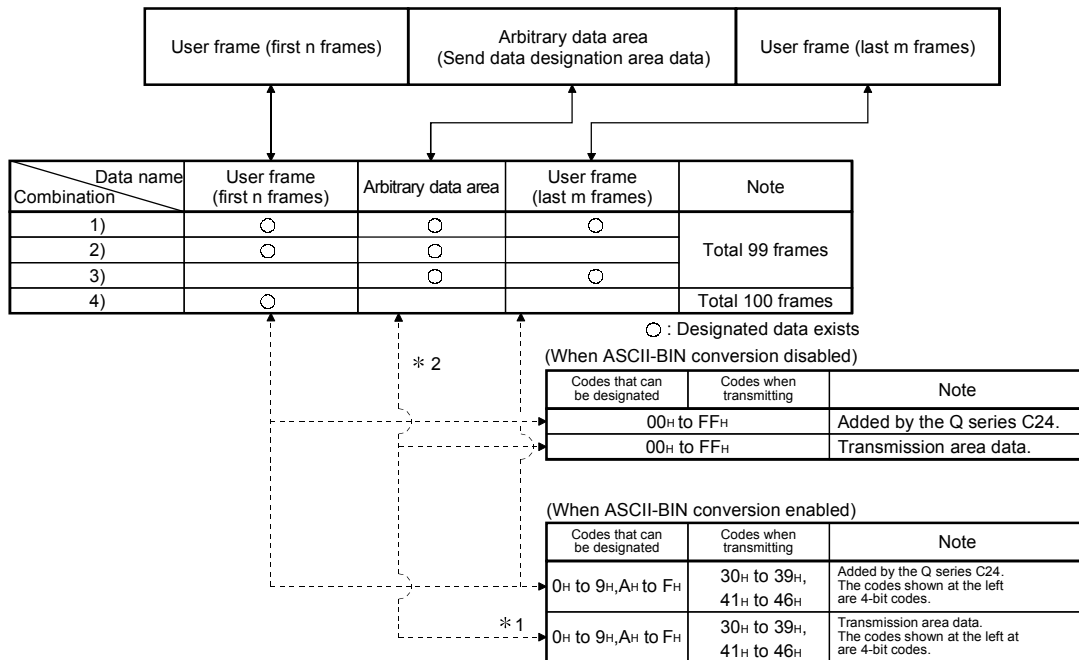 User frame (first n frames)
Arbitrary data area
(Send data designation area data)
User frame (last m frames)
Data name
Combination
User frame
(first n frames)
Arbitrary data area
User frame
(last m frames)
Note
1)
2)
3)
Total 99 frames
4)
Total 100 frames
○ : Designated data exists
(When ASCII-BIN conversion disabled)
Codes that can
be designated
Codes when
transmitting
Note
00H to FFH
Added by the Q series C24.
00H to FFH
Transmission area data.
＊2
(When ASCII-BIN conversion enabled)
Codes that can
be designated
Codes when
transmitting
Note
0H to 9H,AH to FH
30H to 39H,
41H to 46H
Added by the Q series C24.
The codes shown at the left
are 4-bit codes.
＊1
0H to 9H,AH to FH
30H to 39H,
41H to 46H
Transmission area data.
The codes shown at the left at
are 4-bit codes.